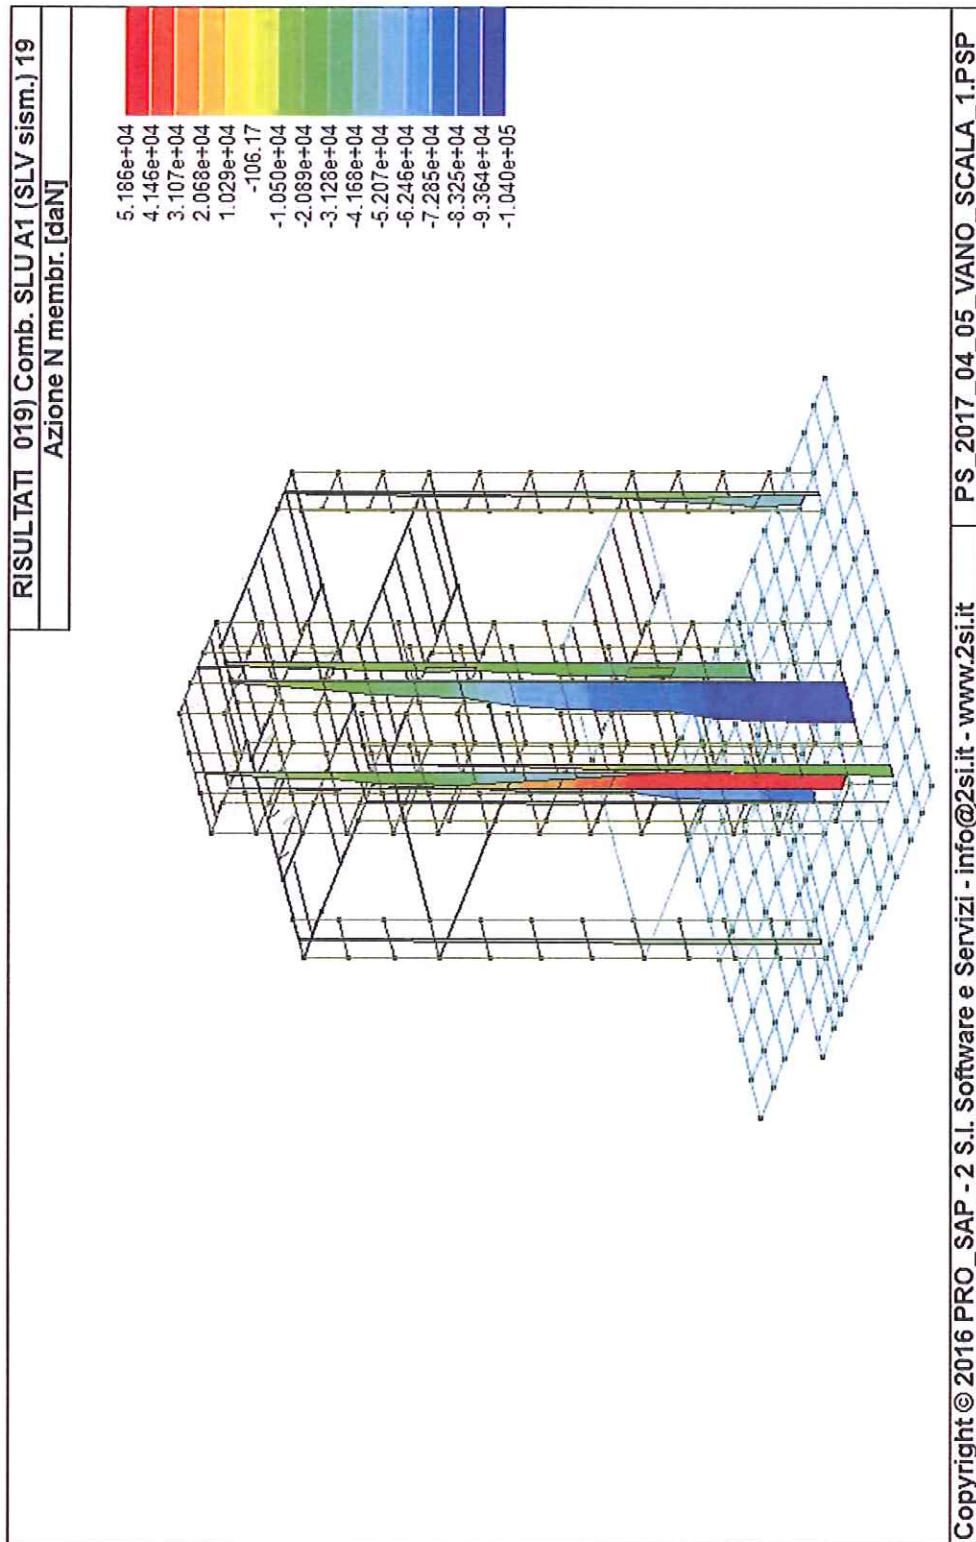 RISULTATI 019) Comb. SLU A1 (SLV sism.) 19
Azione N membr. [daN]
5.186e+04
4.146e+04
3.107e+04
2.068e+04
1.029e+04
-106.17
-1.050e+04
-2.089e+04
-3.128e+04
-4.168e+04
-5.207e+04
-6.246e+04
-7.285e+04
-8.325e+04
-9.364e+04
-1.040e+05
Copyright © 2016 PRO_SAP - 2 S.I. Software e Servizi - info@2si.it - www.2si.it
PS_2017_04_05_VANO_SCALA_1.PSP